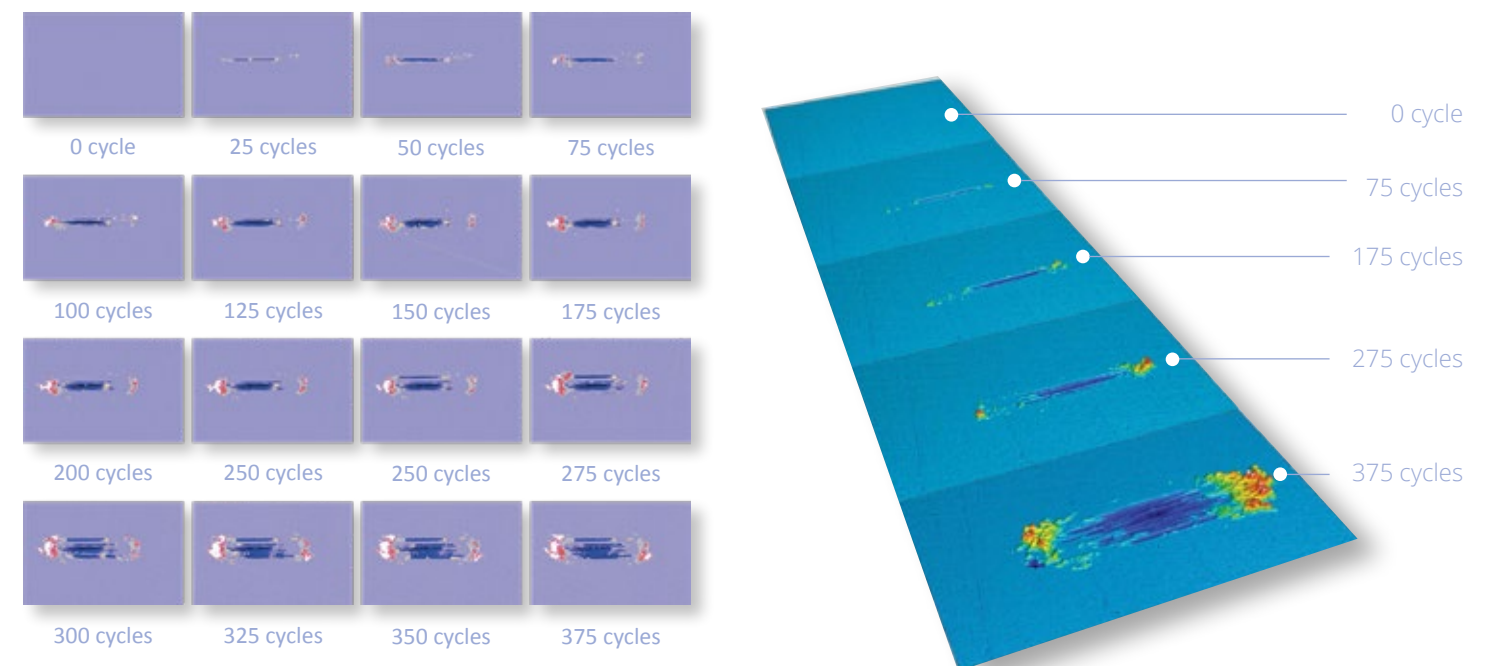 0 cycle
25 cycles
50 cycles
75 cycles
100 cycles
125 cycles
150 cycles
175 cycles
200 cycles
250 cycles
250 cycles
275 cycles
300 cycles
325 cycles
350 cycles
375 cycles
0 cycle
75 cycles
175 cycles
275 cycles
375 cycles